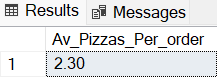 Results Messages
Av_Pizzas_Per_order
1 2.30